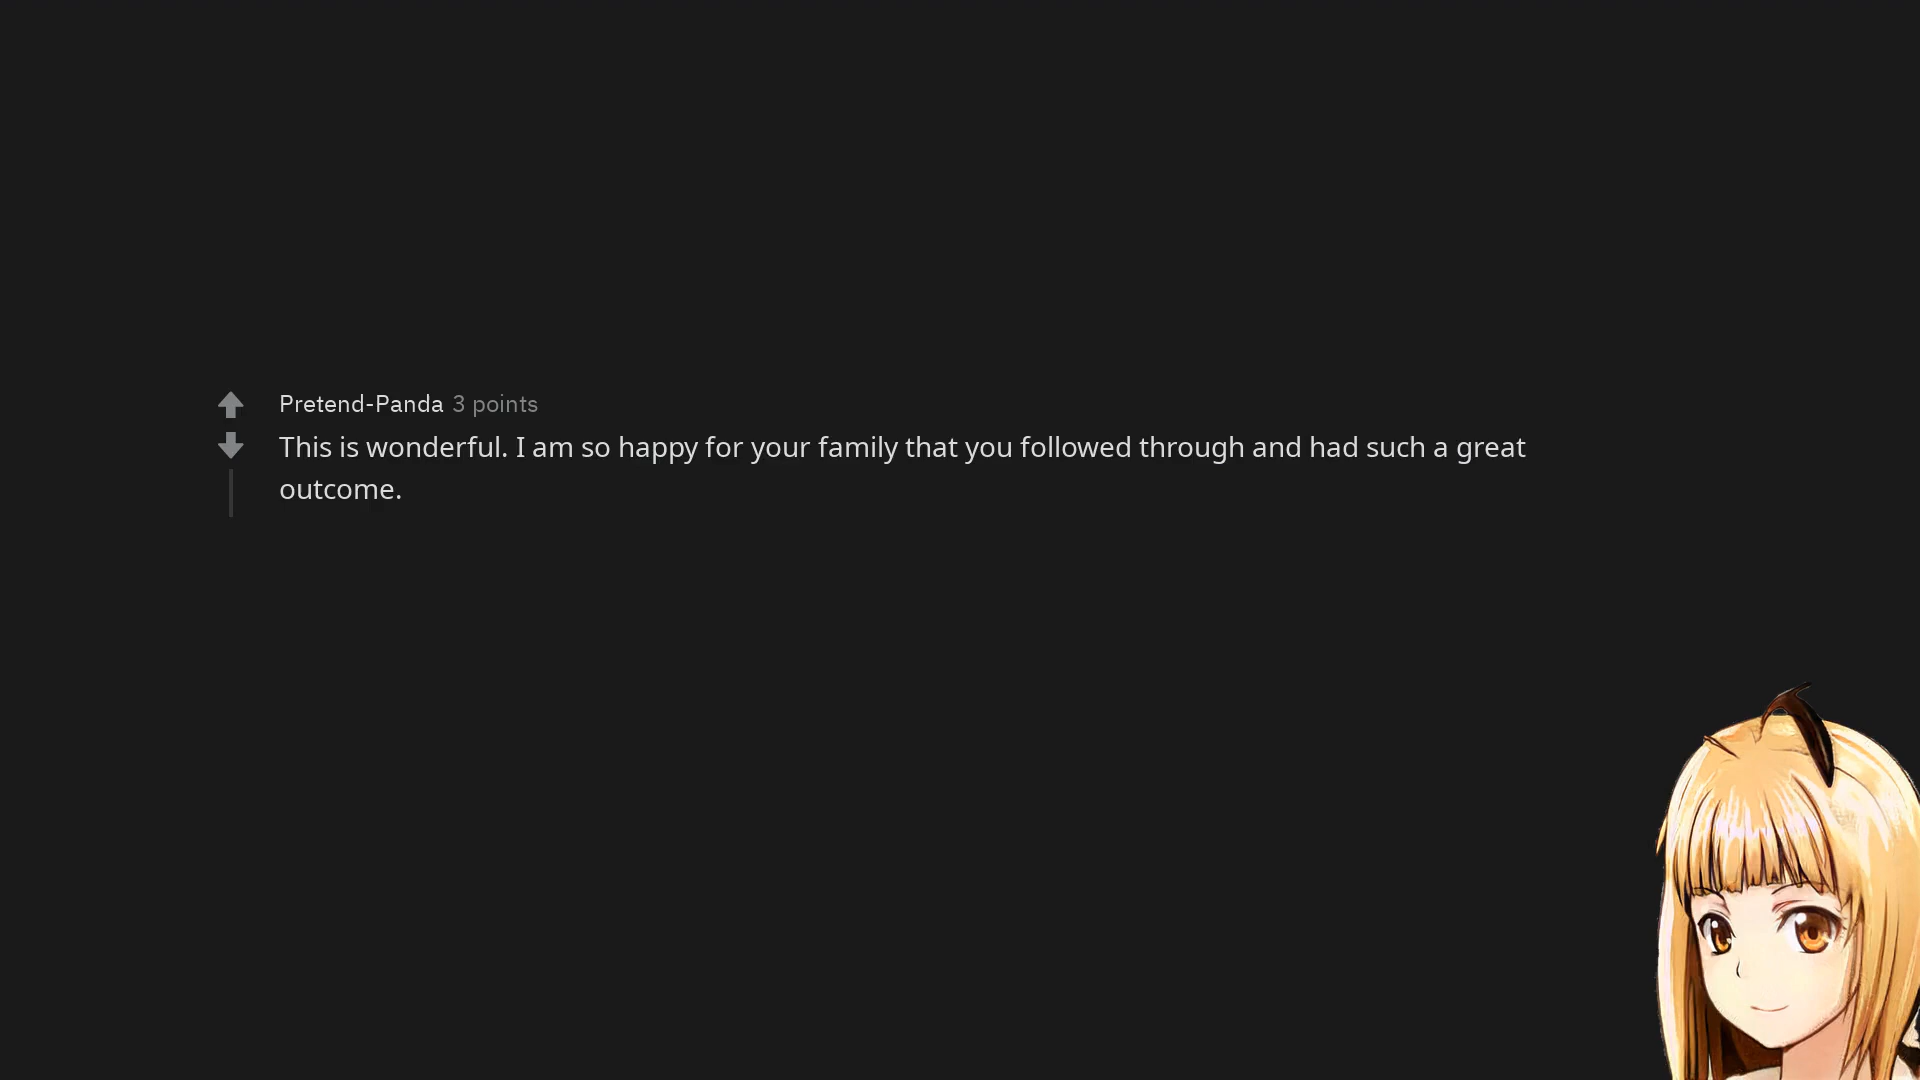 Pretend-Panda 3 points
This is wonderful. I am so happy for your family that you followed through and had such a great
outcome.